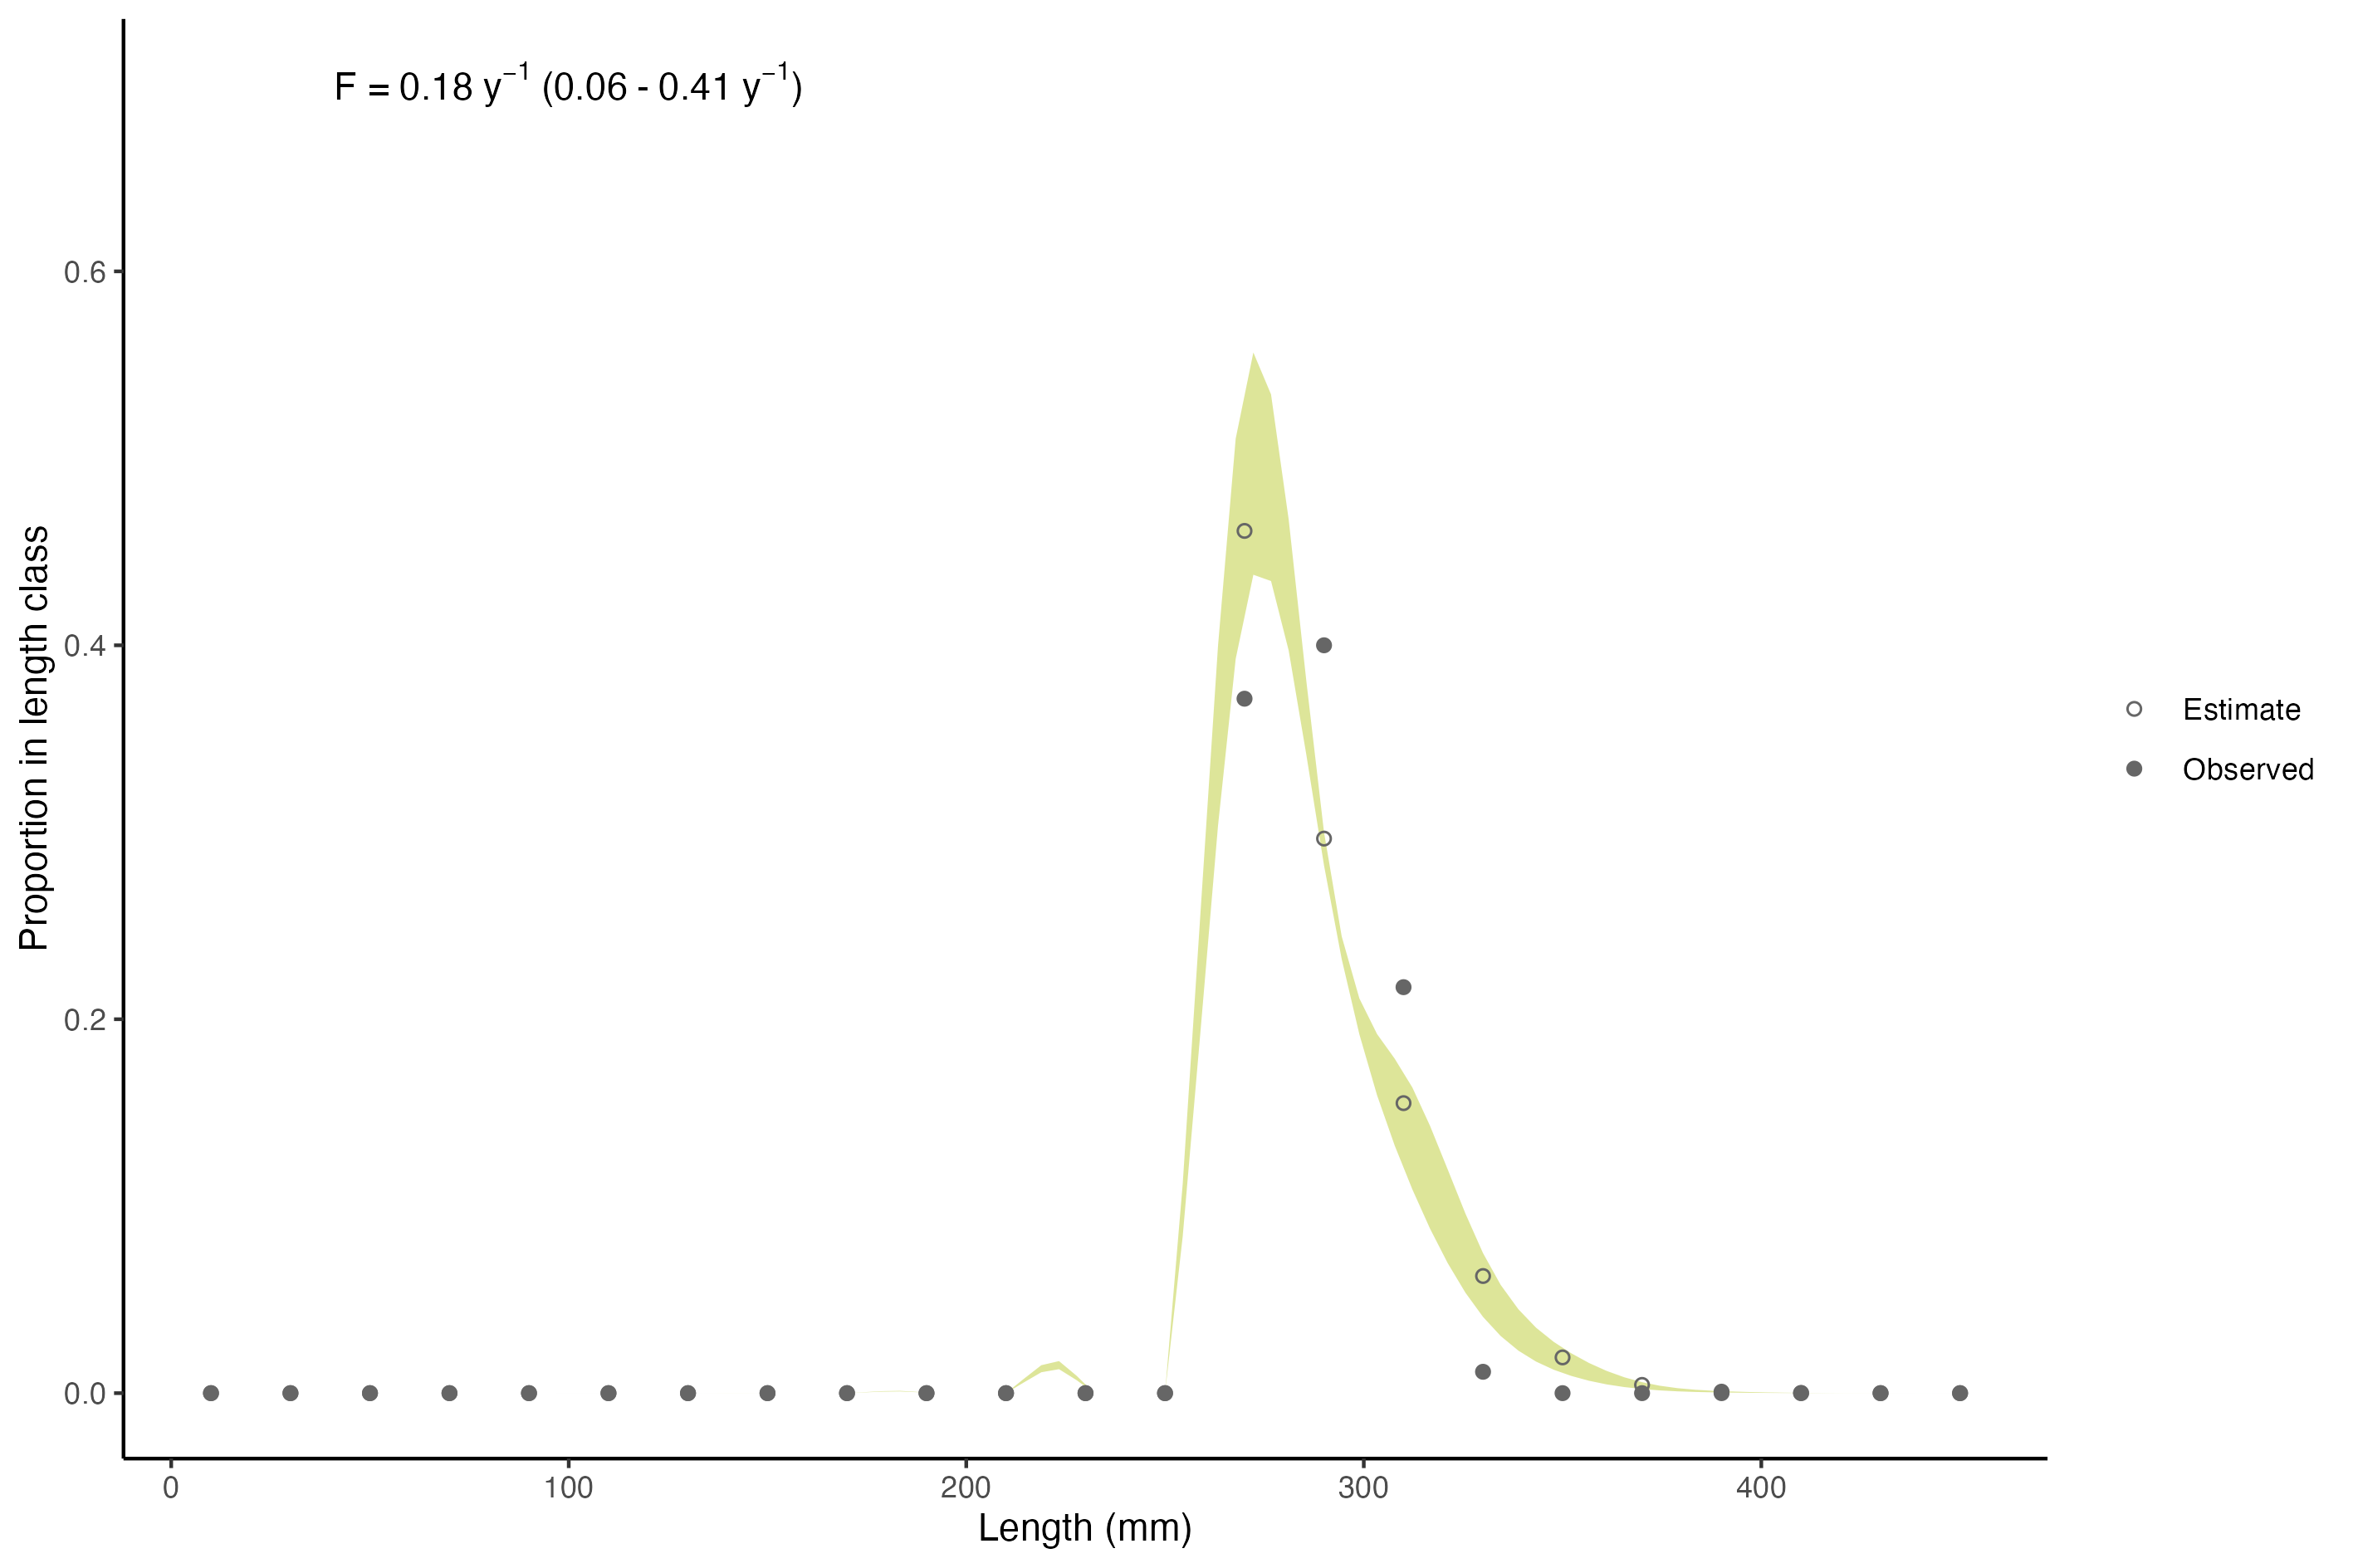 F = 0.18 y⁻¹ (0.06 - 0.41 y⁻¹)
Proportion in length class
0.6
0.4
0.2
0.0
0 100 200 300 400
Length (mm)
Estimate
Observed